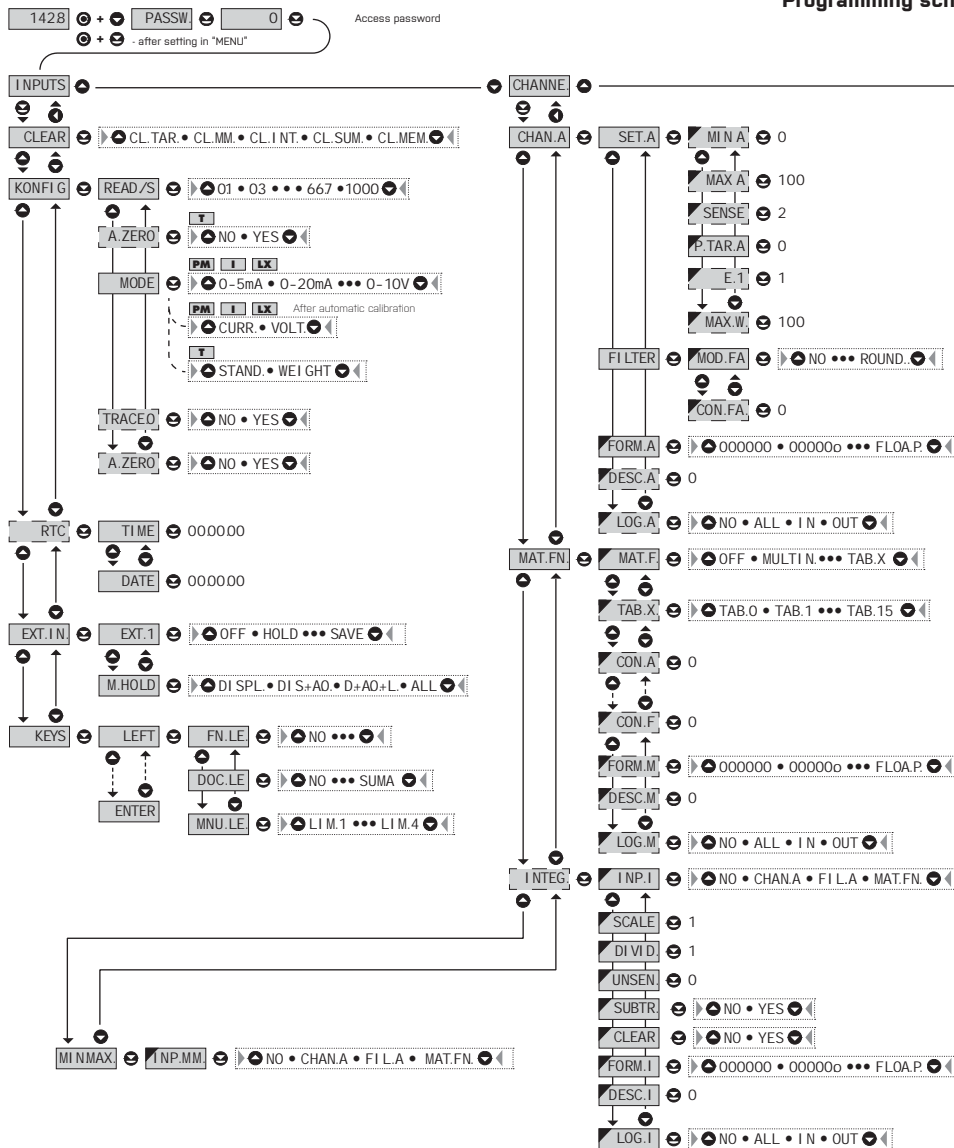 Programming sch
1428 + PASSW. 0 Access password
+ - after setting in "MENU"
INPUTS
CLEAR CL.TAR. • CL.MM. • CL.INT. • CL.SUM. • CL.MEM.
KONFIG READ/S 01 • 03 • • • 667 •1000
T
A.ZERO NO • YES
PM I LX
MODE 0-5mA • 0-20mA ••• 0-10V
PM I LX After automatic calibration
CURR. • VOLT.
T
STAND. • WEIGHT
TRACE0 NO • YES
A.ZERO NO • YES
RTC TIME 00.00.00
DATE 00.00.00
EXT.IN. EXT.1 OFF • HOLD ••• SAVE
M.HOLD DISPL. • DIS+AO. • D+AO+L. • ALL
KEYS LEFT FN.LE. NO •••
DOC.LE NO ••• SUMA
ENTER
MNU.LE. LIM.1 ••• LIM.4
MINMAX. INP.MM. NO • CHAN.A • FIL.A • MAT.FN.
CHANNE.
CHAN.A SET.A MIN A 0
MAX A 100
SENSE 2
P.TAR.A 0
E.1 1
MAX.W. 100
FILTER MOD.FA NO ••• ROUND..
CON.FA. 0
FORM.A 000000 • 00000o ••• FLOA.P.
DESC.A 0
LOG.A NO • ALL • IN • OUT
MAT.FN. MAT.F. OFF • MULTIN. ••• TAB.X
TAB.X TAB.0 • TAB.1 ••• TAB.15
CON.A 0
CON.F 0
FORM.M 000000 • 00000o ••• FLOA.P.
DESC.M 0
LOG.M NO • ALL • IN • OUT
INTEG. INP.I NO • CHAN.A • FIL.A • MAT.FN.
SCALE 1
DIVID. 1
UNSEN. 0
SUBTR. NO • YES
CLEAR NO • YES
FORM.I 000000 • 00000o ••• FLOA.P.
DESC.I 0
LOG.I NO • ALL • IN • OUT